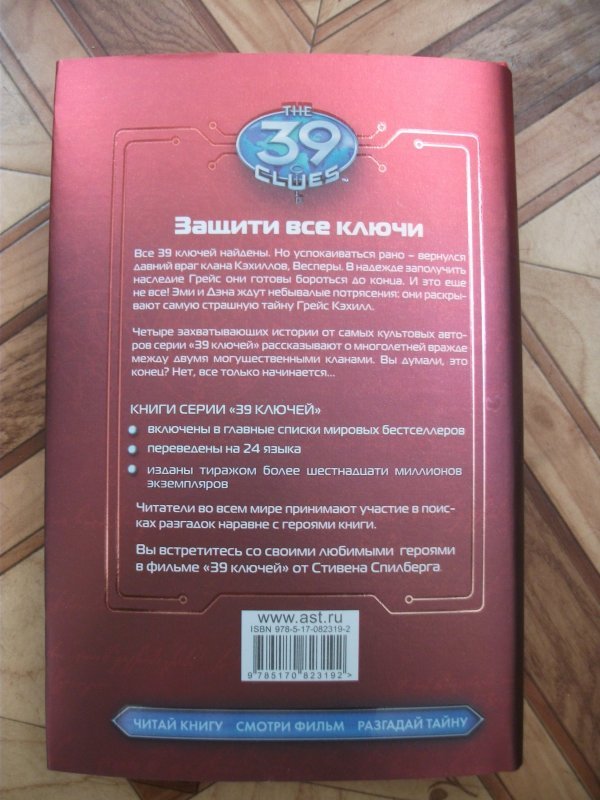 THE
39
CLUES™
Защити все ключи
Все 39 ключей найдены. Но успокаиваться рано – вернулся
давний враг клана Кэхиллов, Весперы. В надежде заполучить
наследие Грейс они готовы бороться до конца. И это еще
не все! Эми и Дэна ждут небывалые потрясения: они раскры-
вают самую страшную тайну Грейс Кэхилл.
Четыре захватывающих истории от самых культовых авто-
ров серии «39 ключей» рассказывают о многолетней вражде
между двумя могущественными кланами. Вы думали, это
конец? Нет, все только начинается...
КНИГИ СЕРИИ «39 КЛЮЧЕЙ»
включены в главные списки мировых бестселлеров
переведены на 24 языка
изданы тиражом более шестнадцати миллионов
экземпляров
Читатели во всем мире принимают участие в поис-
ках разгадок наравне с героями книги.
Вы встретитесь со своими любимыми героями
в фильме «39 ключей» от Стивена Спилберга.
www.ast.ru
ISBN 978-5-17-082319-2
9 785170 823192 >
ЧИТАЙ КНИГУ СМОТРИ ФИЛЬМ РАЗГАДАЙ ТАЙНУ